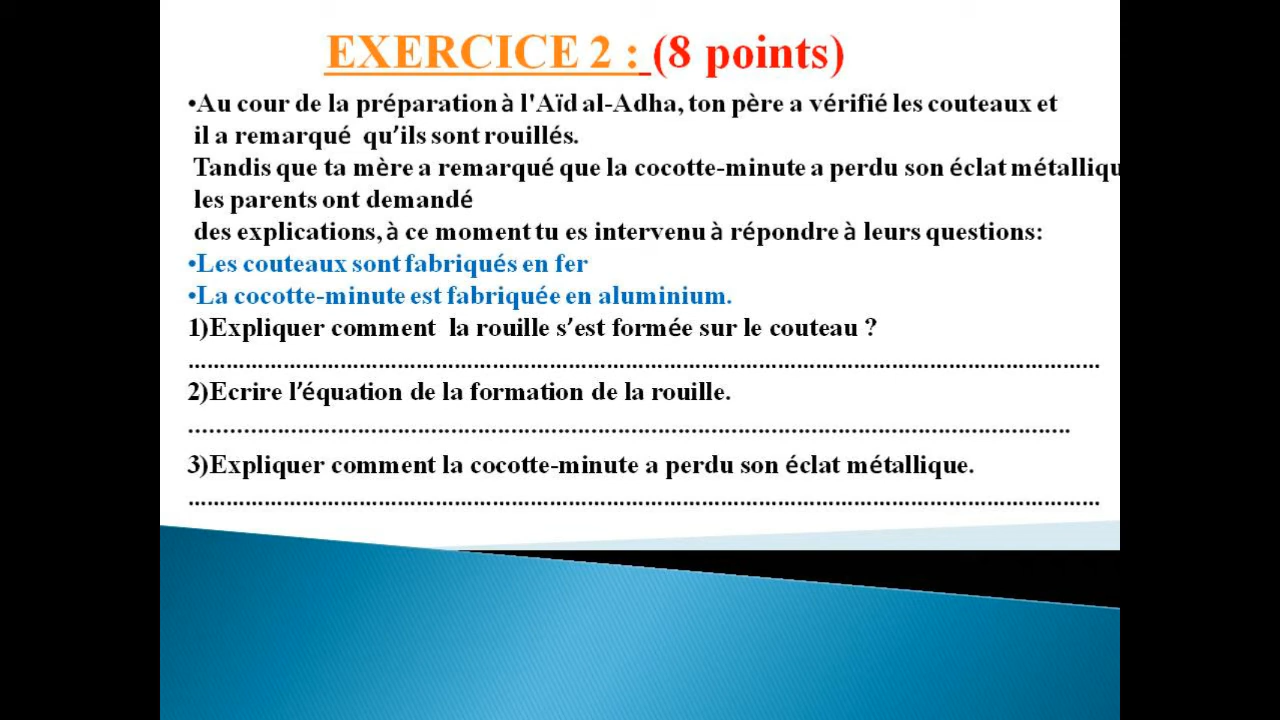 EXERCICE 2 : (8 points)
•Au cour de la préparation à l'Aïd al-Adha, ton père a vérifié les couteaux et
il a remarqué qu’ils sont rouillés.
Tandis que ta mère a remarqué que la cocotte-minute a perdu son éclat métalliqu
les parents ont demandé
des explications, à ce moment tu es intervenu à répondre à leurs questions:
•Les couteaux sont fabriqués en fer
•La cocotte-minute est fabriquée en aluminium.
1)Expliquer comment la rouille s’est formée sur le couteau ?
................................................................................................................
2)Ecrire l’équation de la formation de la rouille.
................................................................................................................
3)Expliquer comment la cocotte-minute a perdu son éclat métallique.
................................................................................................................